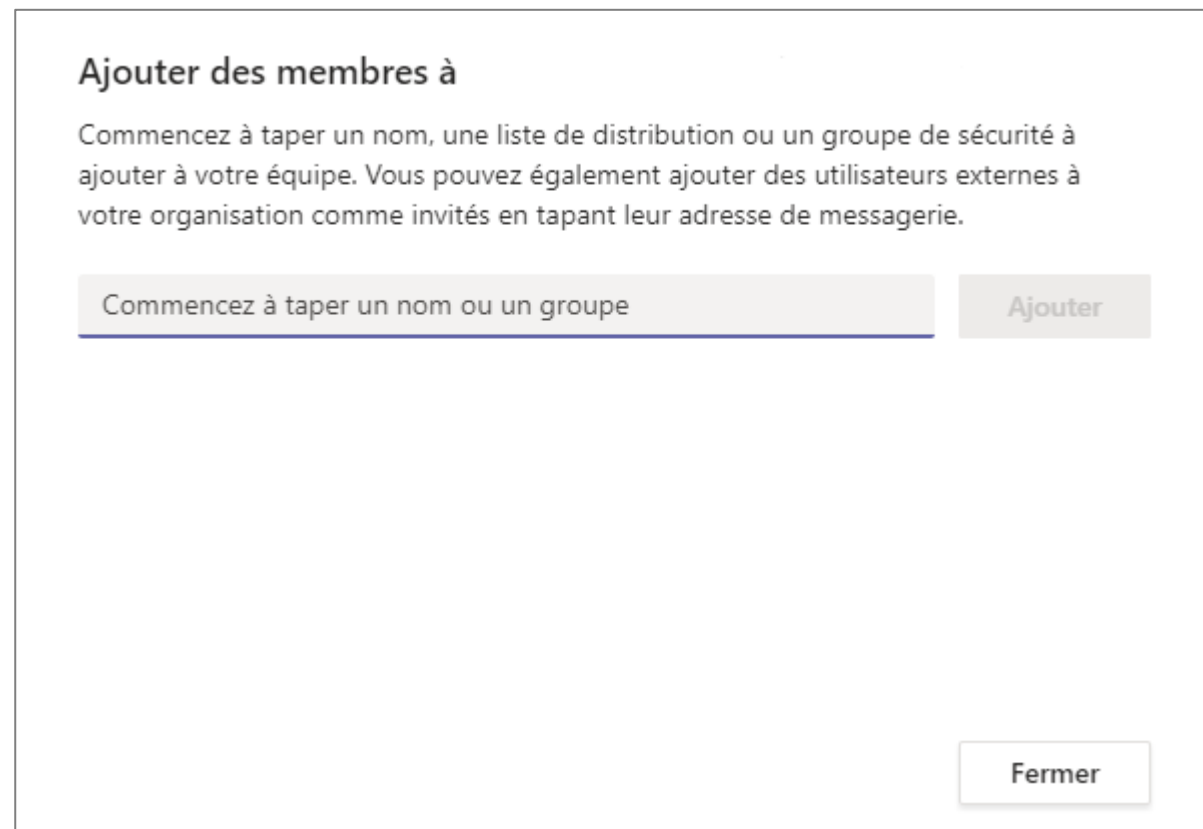 Ajouter des membres à
Commencez à taper un nom, une liste de distribution ou un groupe de sécurité à
ajouter à votre équipe. Vous pouvez également ajouter des utilisateurs externes à
votre organisation comme invités en tapant leur adresse de messagerie.
Commencez à taper un nom ou un groupe
Ajouter
Fermer